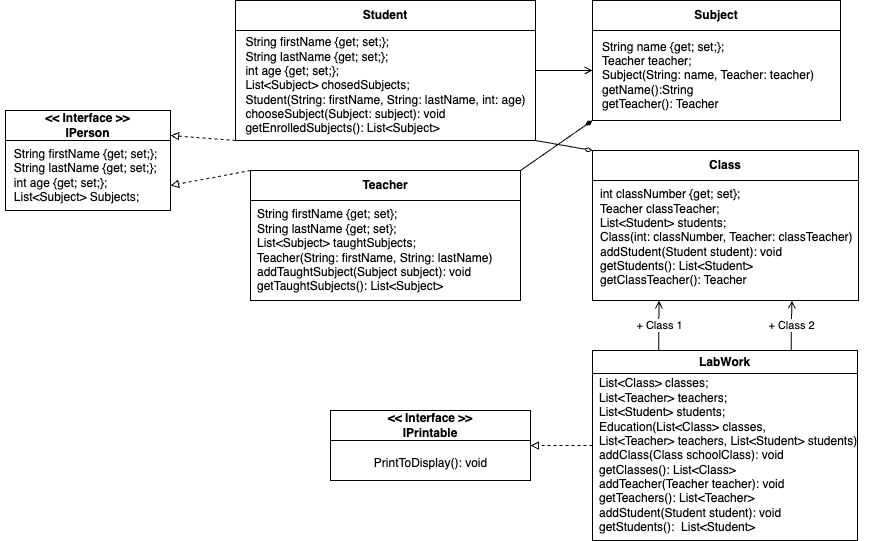 Student
String firstName {get; set;};
String lastName {get; set;};
int age {get; set;};
List<Subject> chosedSubjects;
Student(String: firstName, String: lastName, int: age)
chooseSubject(Subject: subject): void
getEnrolledSubjects(): List<Subject>
Subject
String name {get; set;};
Teacher teacher;
Subject(String: name, Teacher: teacher)
getName():String
getTeacher(): Teacher
<< Interface >>
IPerson
String firstName {get; set;};
String lastName {get; set;};
int age {get; set;};
List<Subject> Subjects;
Teacher
String firstName {get; set};
String lastName {get; set};
List<Subject> taughtSubjects;
Teacher(String: firstName, String: lastName)
addTaughtSubject(Subject subject): void
getTaughtSubjects(): List<Subject>
Class
int classNumber {get; set};
Teacher classTeacher;
List<Student> students;
Class(int: classNumber, Teacher: classTeacher)
addStudent(Student student): void
getStudents(): List<Student>
getClassTeacher(): Teacher
+ Class 1
+ Class 2
<< Interface >>
IPrintable
PrintToDisplay(): void
LabWork
List<Class> classes;
List<Teacher> teachers;
List<Student> students;
Education(List<Class> classes,
List<Teacher> teachers, List<Student> students)
addClass(Class schoolClass): void
getClasses(): List<Class>
addTeacher(Teacher teacher): void
getTeachers(): List<Teacher>
addStudent(Student student): void
getStudents():  List<Student>